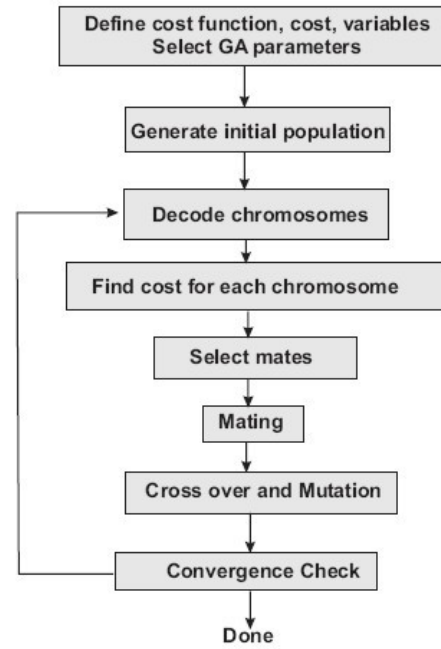 Define cost function, cost, variables
Select GA parameters
Generate initial population
Decode chromosomes
Find cost for each chromosome
Select mates
Mating
Cross over and Mutation
Convergence Check
Done